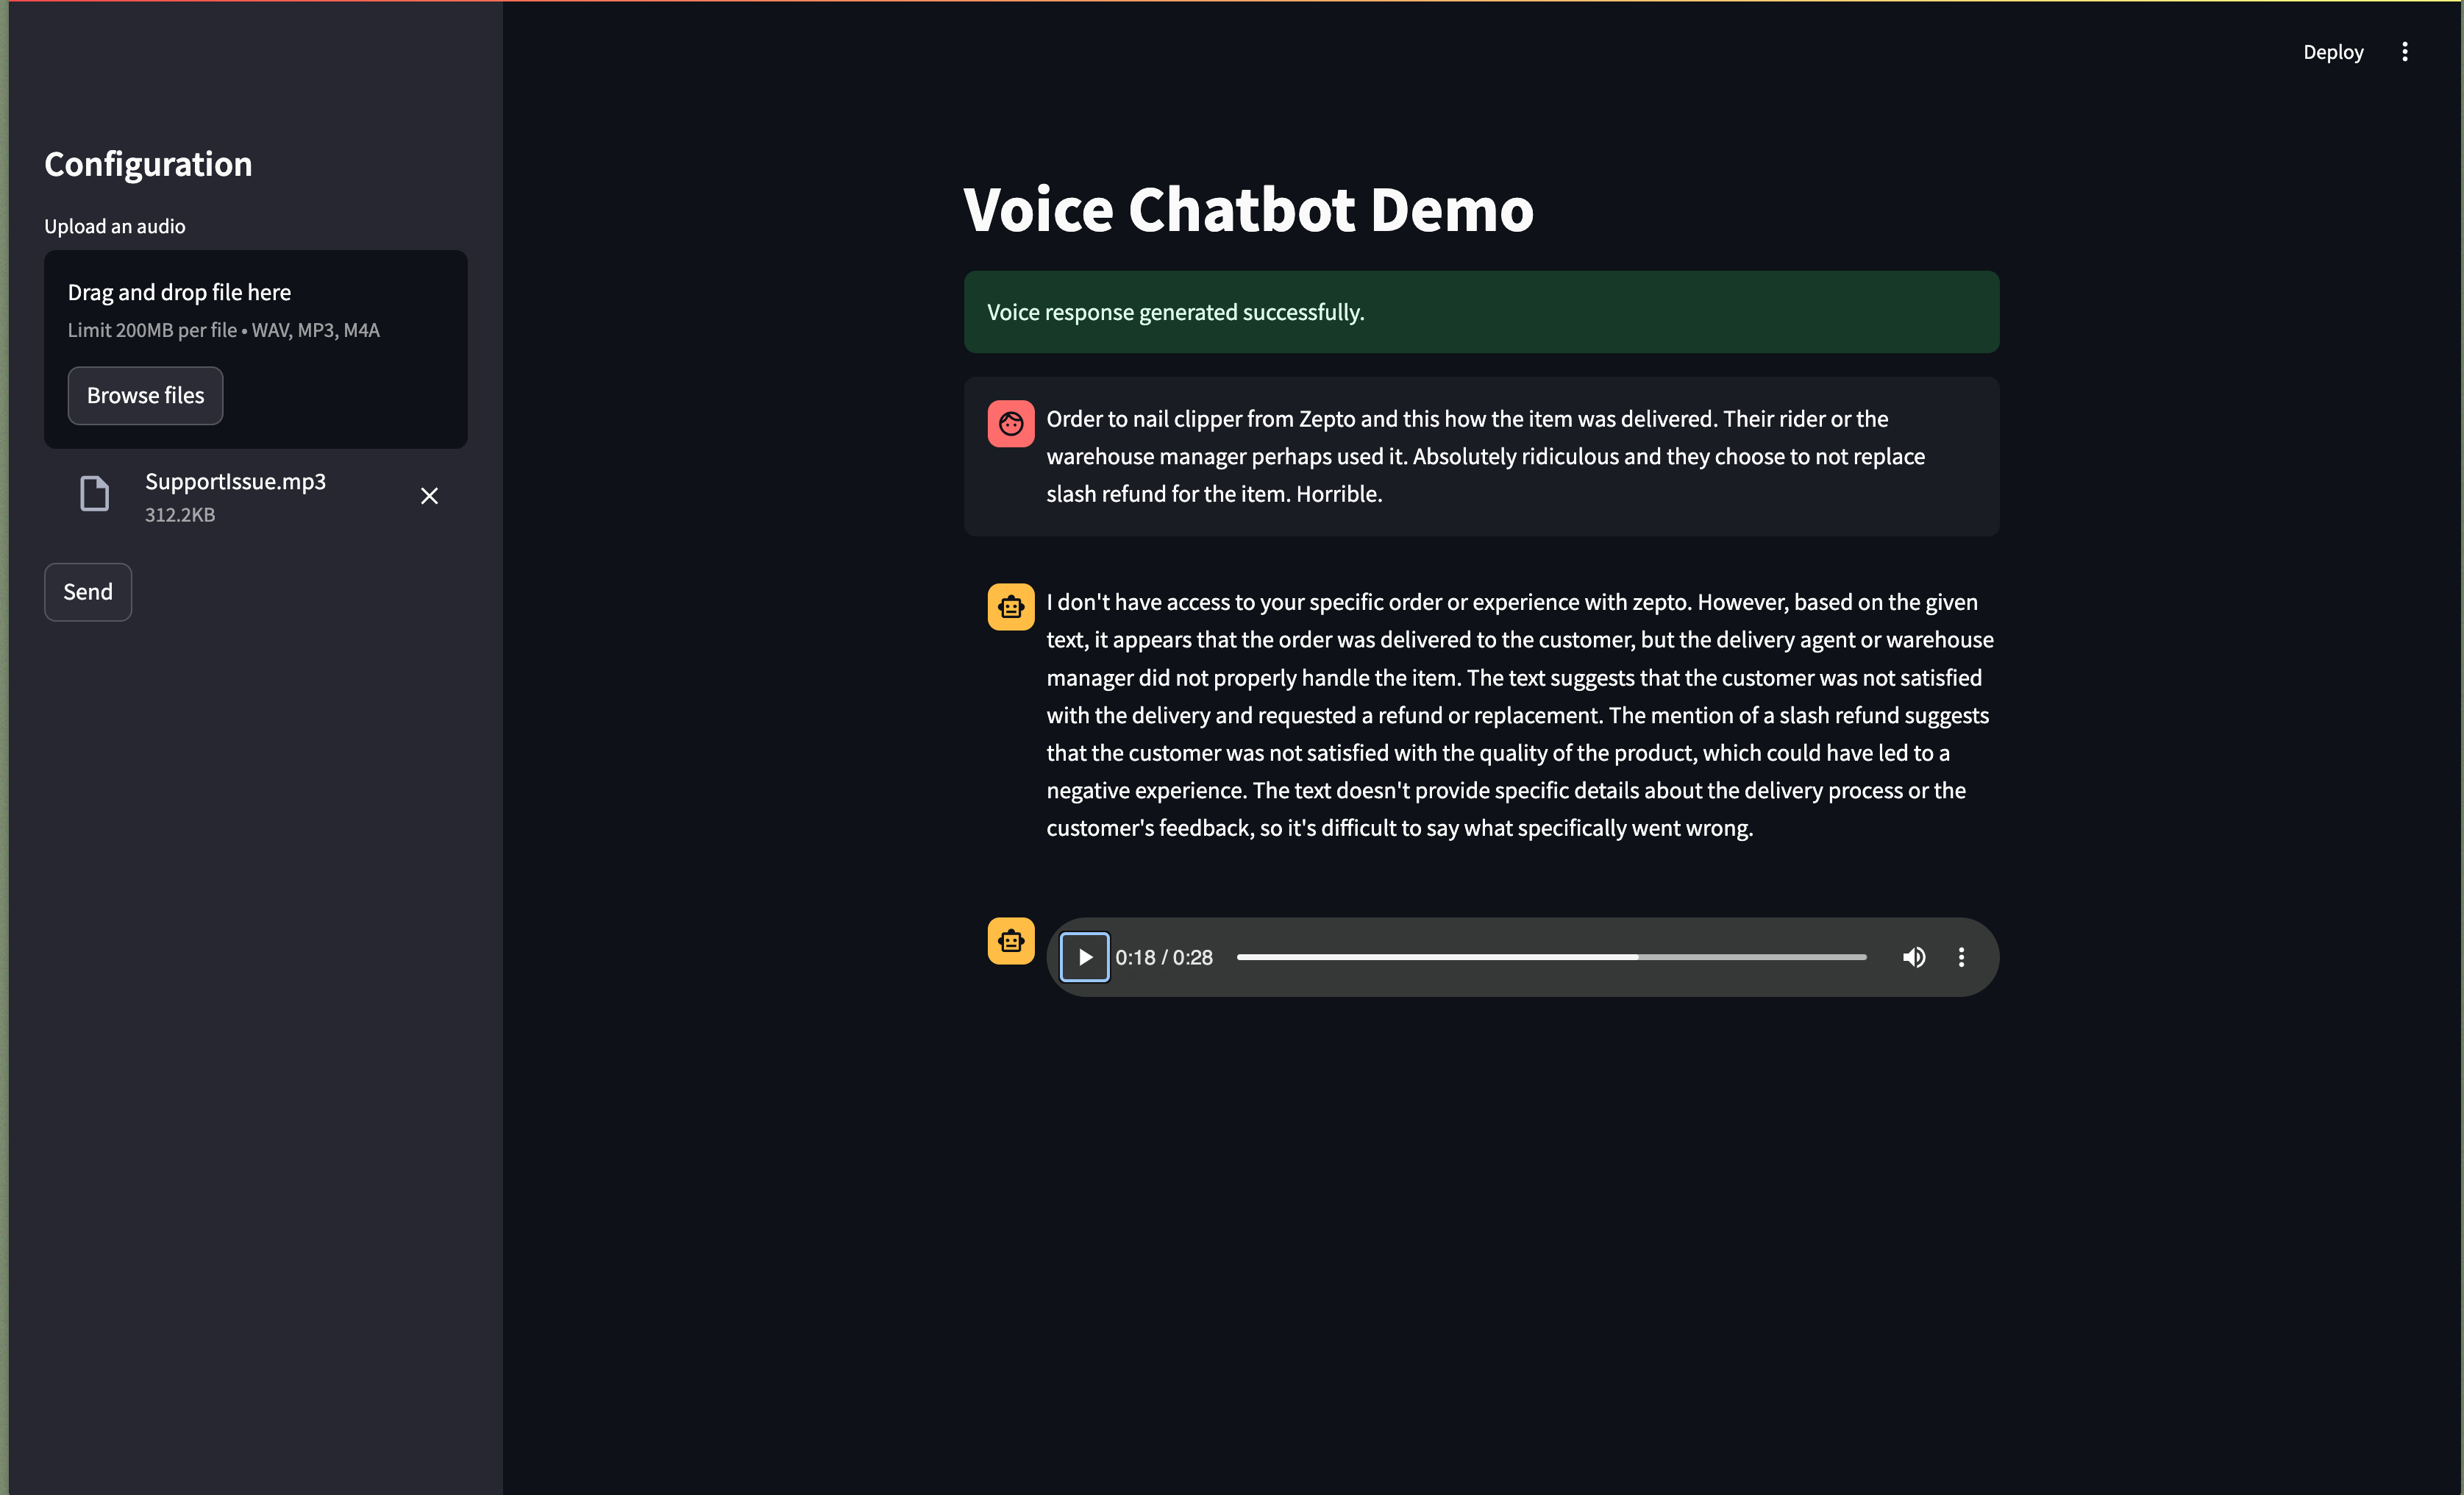 Deploy
Configuration
Upload an audio
Drag and drop file here
Limit 200MB per file • WAV, MP3, M4A
Browse files
SupportIssue.mp3
312.2KB
Send
Voice Chatbot Demo
Voice response generated successfully.
Order to nail clipper from Zepto and this how the item was delivered. Their rider or the
warehouse manager perhaps used it. Absolutely ridiculous and they choose to not replace
slash refund for the item. Horrible.
I don't have access to your specific order or experience with zepto. However, based on the given
text, it appears that the order was delivered to the customer, but the delivery agent or warehouse
manager did not properly handle the item. The text suggests that the customer was not satisfied
with the delivery and requested a refund or replacement. The mention of a slash refund suggests
that the customer was not satisfied with the quality of the product, which could have led to a
negative experience. The text doesn't provide specific details about the delivery process or the
customer's feedback, so it's difficult to say what specifically went wrong.
0:18 / 0:28